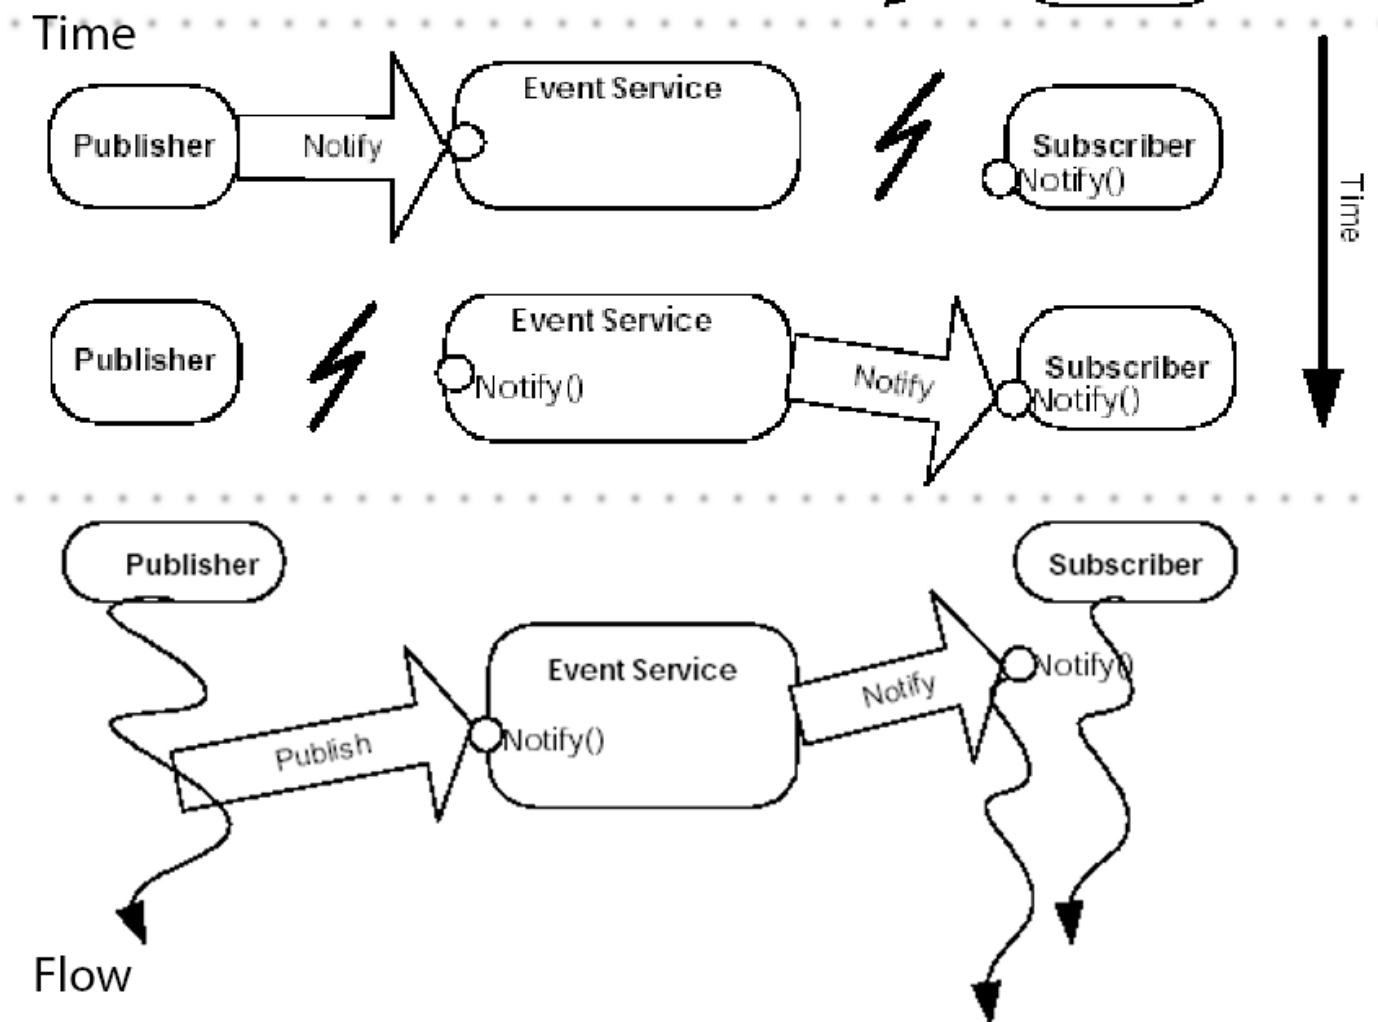 Time
Event Service
Publisher
Notify
Subscriber
Notify()
Time
Event Service
Publisher
Notify()
Notify
Subscriber
Notify()
Publisher
Subscriber
Event Service
Notify()
Notify
Publish
Notify()
Flow